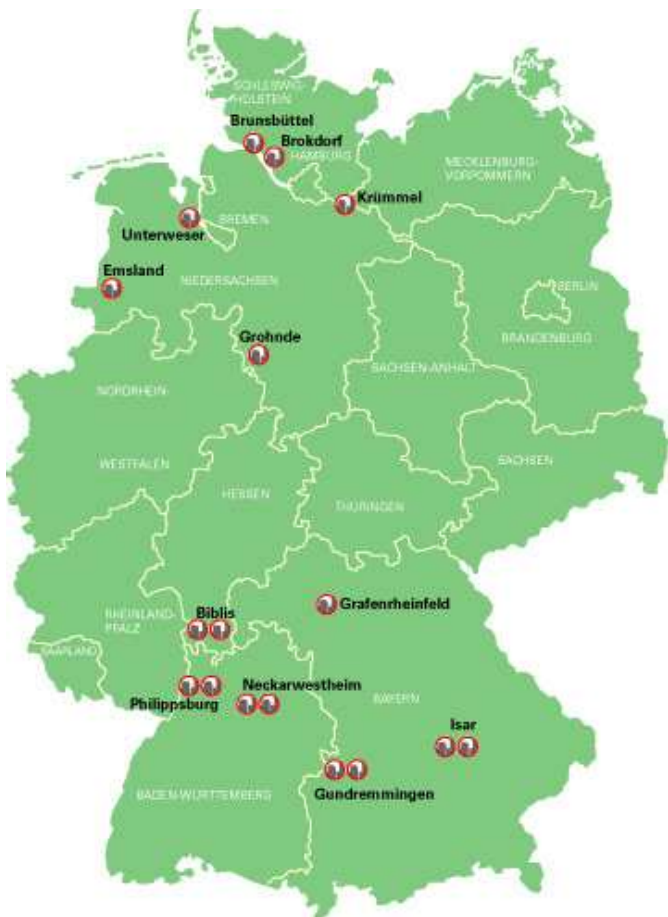 SCHLESWIG-
HOLSTEIN
Brunsbüttel
Brokdorf
HAMBURG
MECKLENBURG-
VORPOMMERN
Krümmel
BREMEN
Unterweser
Emsland
NIEDERSACHSEN
BERLIN
BRANDENBURG
Grohnde
SACHSEN-ANHALT
NORDRHEIN
WESTFALEN
SACHSEN
HESSEN
THÜRINGEN
Grafenrheinfeld
RHEINLAND-
PFALZ
Biblis
SAARLAND
Philippsburg
Neckarwestheim
BAYERN
Isar
BADEN-WÜRTTEMBERG
Gundremmingen